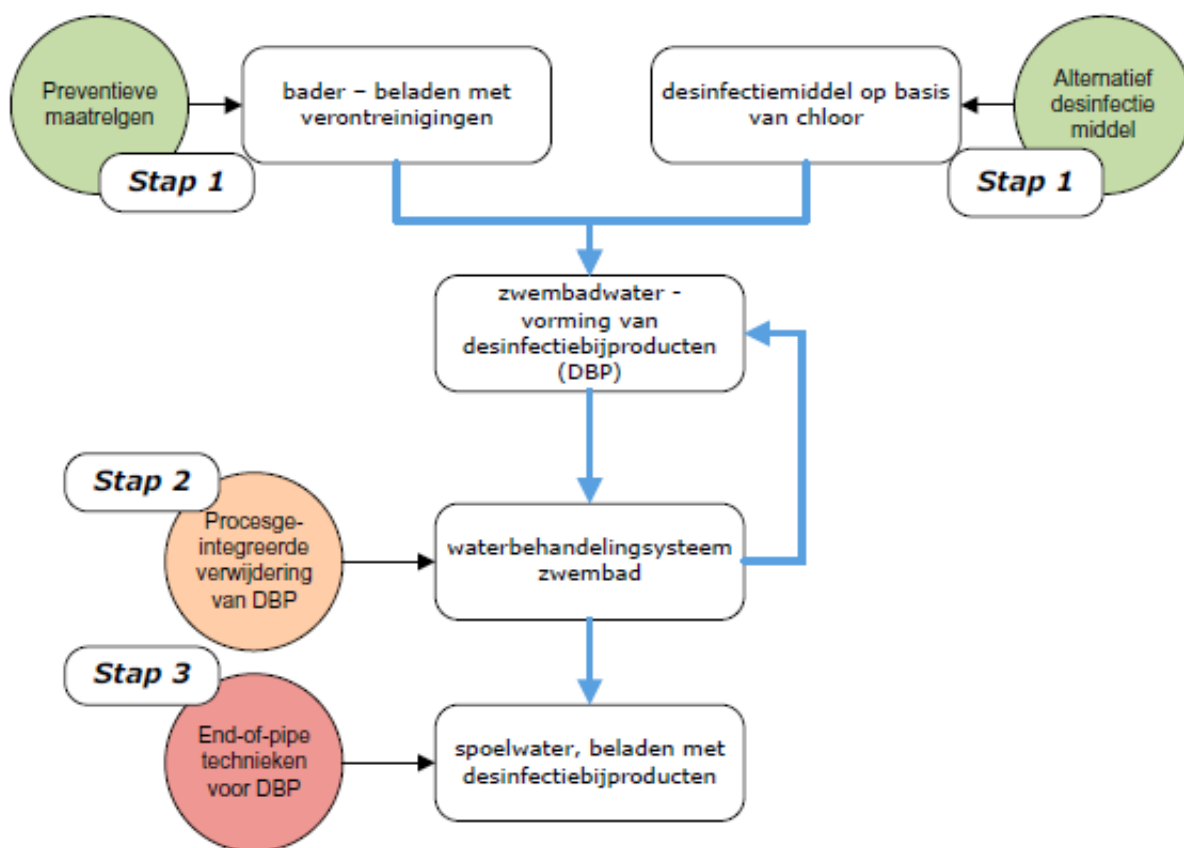 Preventieve
maatrelgen
Stap 1
bader – beladen met
verontreinigingen
desinfectiemiddel op basis
van chloor
Alternatief
desinfectie
middel
Stap 1
zwembadwater -
vorming van
desinfectiebijproducten
(DBP)
Stap 2
Procesge-
integreerde
verwijdering
van DBP
waterbehandelingsysteem
zwembad
Stap 3
End-of-pipe
technieken
voor DBP
spoelwater, beladen met
desinfectiebijproducten